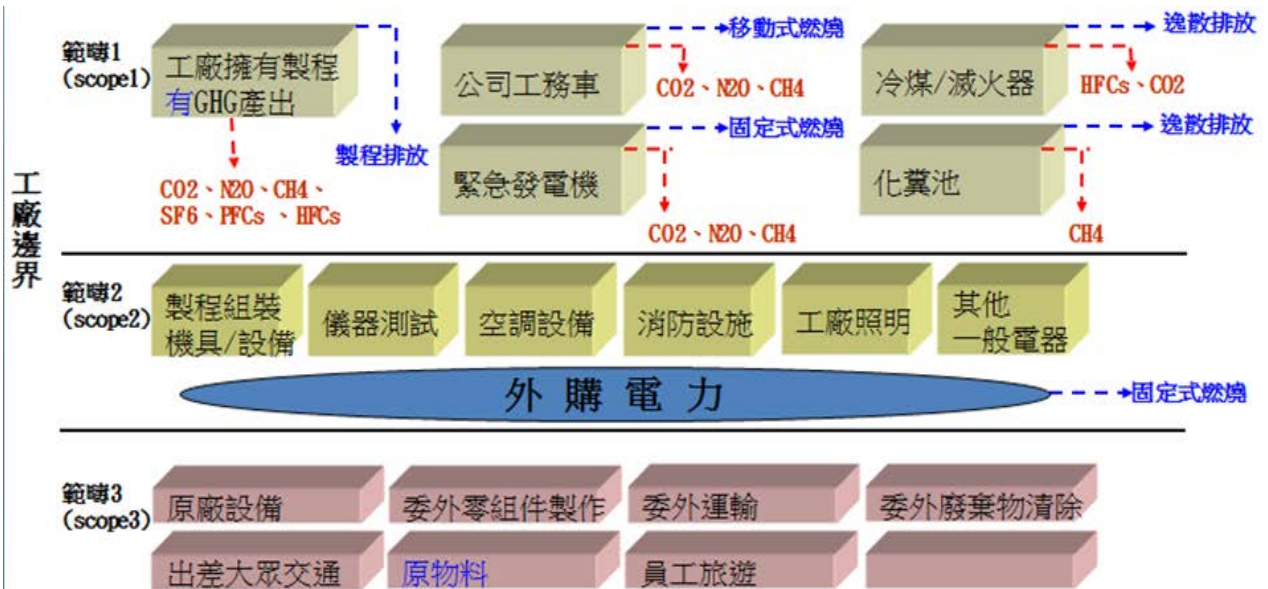 工廠邊界
範疇1
(scope1)
工廠擁有製程
有GHG產出
製程排放
CO2、N2O、CH4、
SF6、PFCs 、HFCs
公司工務車
移動式燃燒
CO2、N2O、CH4
緊急發電機
固定式燃燒
CO2、N2O、CH4
冷煤/滅火器
逸散排放
HFCs、CO2
化糞池
逸散排放
CH4
範疇2
(scope2)
製程組裝
機具/設備
儀器測試
空調設備
消防設施
工廠照明
其他
一般電器
外購電力
固定式燃燒
範疇3
(scope3)
原廠設備
委外零組件製作
委外運輸
委外廢棄物清除
出差大眾交通
原物料
員工旅遊